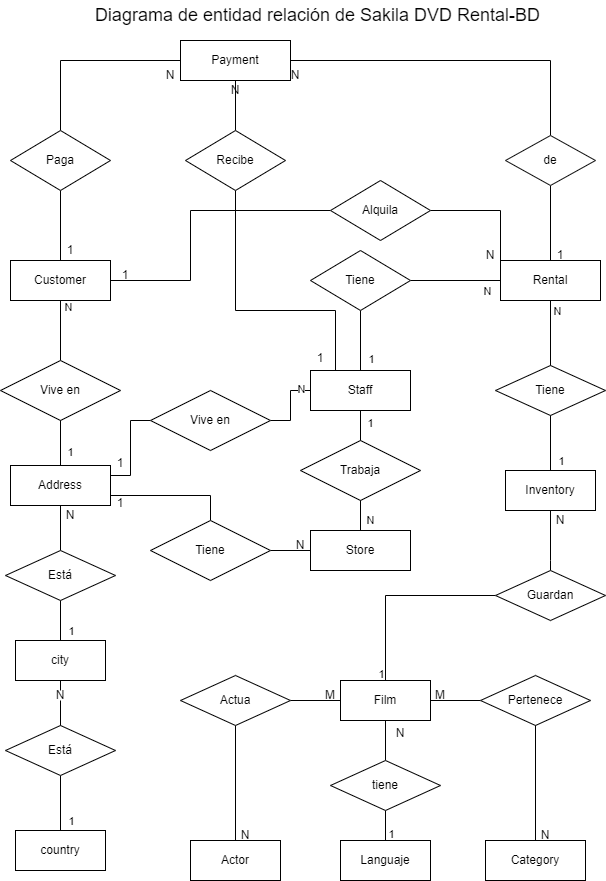 Diagrama de entidad relación de Sakila DVD Rental-BD
Payment
N
N
N
Paga
Recibe
de
Alquila
1
N
1
Customer
1
Tiene
Rental
N
N
N
1
1
Vive en
N
Staff
Tiene
Vive en
1
1
1
Trabaja
1
Address
1
Inventory
N
N
N
N
Tiene
Store
Está
Guardan
1
city
1
N
Actua
M
Film
M
Pertenece
N
Está
tiene
1
N
1
N
country
Actor
Languaje
Category